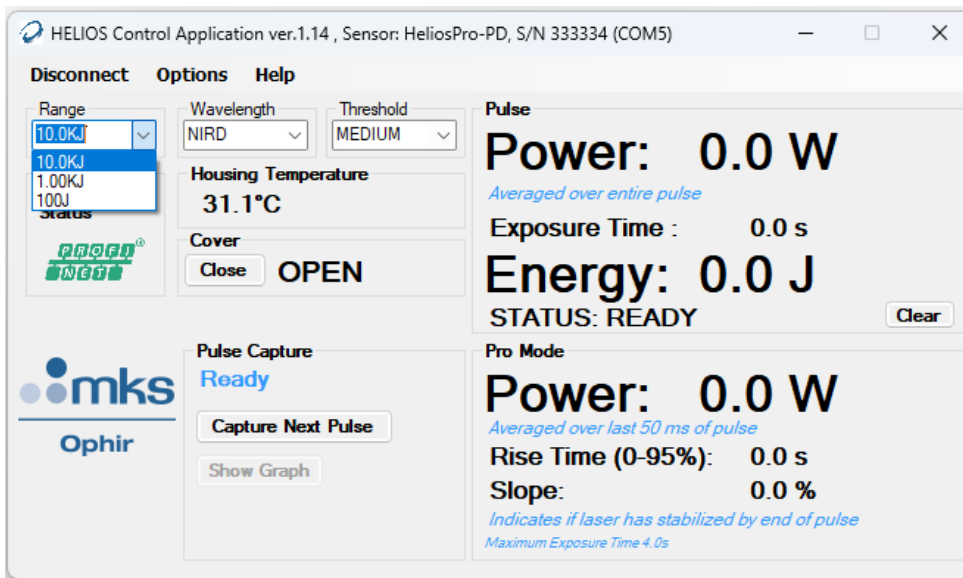 HELIOS Control Application ver.1.14 , Sensor: HeliosPro-PD, S/N 333334 (COM5)
Disconnect Options Help
Range
10.0KJ
10.0KJ
1.00KJ
100J
Status
PROFI
NET
®
Wavelength
NIRD
Threshold
MEDIUM
Housing Temperature
31.1°C
Cover
Close OPEN
Pulse
Power: 0.0 W
Averaged over entire pulse
Exposure Time : 0.0 s
Energy: 0.0 J
STATUS: READY
Clear
mks
Ophir
Pulse Capture
Ready
Capture Next Pulse
Show Graph
Pro Mode
Power: 0.0 W
Averaged over last 50 ms of pulse
Rise Time (0-95%): 0.0 s
Slope: 0.0 %
Indicates if laser has stabilized by end of pulse
Maximum Exposure Time 4.0s